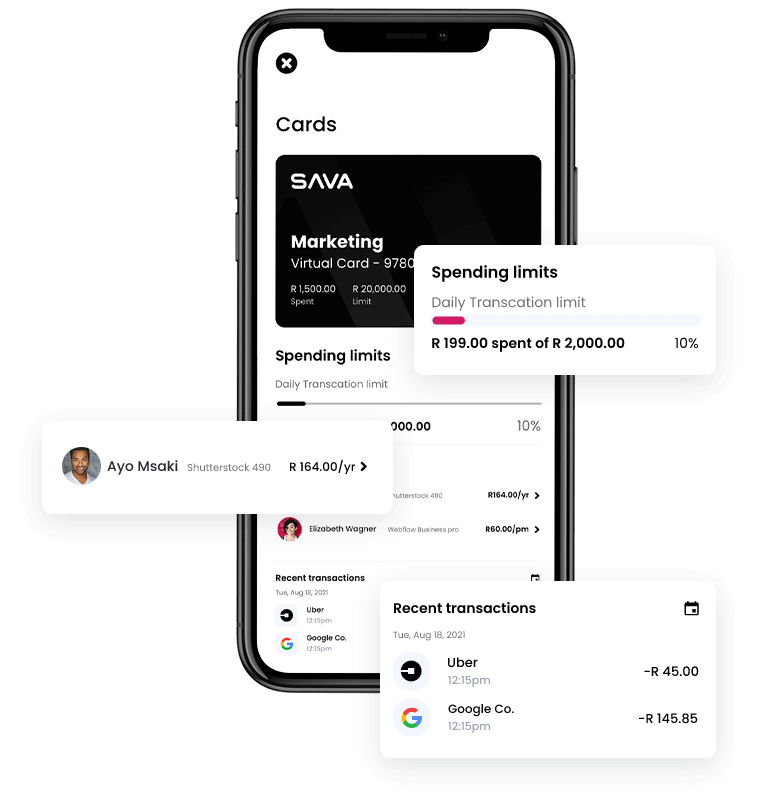 Cards
SAVA
Marketing
Virtual Card - 9780
R 1,500.00 R 20,000.00
Spent Limit
Spending limits
Daily Transcation limit
R 199.00 spent of R 2,000.00 10%
Spending limits
Daily Transcation limit
000.00 10%
Ayo Msaki Shutterstock 490 R 164.00/yr
hutterstock 490 R164.00/yr
Elizabeth Wagner Webflow Business pro R60.00/pm
Recent transactions
Tue, Aug 18, 2021
Uber
12:15pm
Google Co.
12:15pm
Recent transactions
Tue, Aug 18, 2021
Uber
12:15pm
-R 45.00
Google Co.
12:15pm
-R 145.85